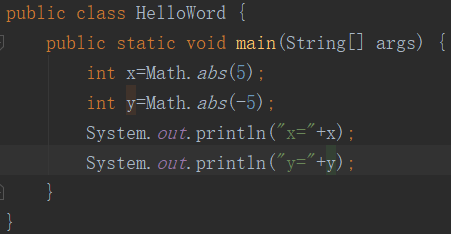 public class HelloWord {
    public static void main(String[] args) {
        int x=Math.abs(5);
        int y=Math.abs(-5);
        System.out.println("x="+x);
        System.out.println("y="+y);
    }
}